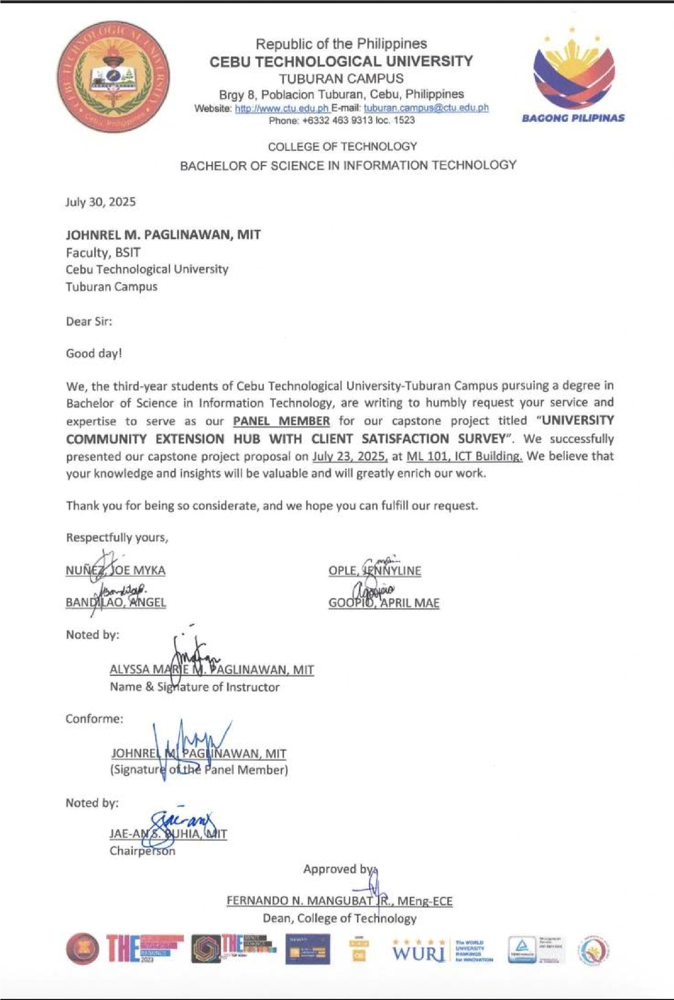 CEBU TECHNOLOGICAL UNIVERSITY
Cebu, Philippines
Republic of the Philippines
CEBU TECHNOLOGICAL UNIVERSITY
TUBURAN CAMPUS
Brgy 8, Poblacion Tuburan, Cebu, Philippines
Website: http://www.ctu.edu.ph E-mail: tuburan.campus@ctu.edu.ph
Phone: +6332 463 9313 loc. 1523
BAGONG PILIPINAS
COLLEGE OF TECHNOLOGY
BACHELOR OF SCIENCE IN INFORMATION TECHNOLOGY
July 30, 2025
JOHNREL M. PAGLINAWAN, MIT
Faculty, BSIT
Cebu Technological University
Tuburan Campus
Dear Sir:
Good day!
We, the third-year students of Cebu Technological University-Tuburan Campus pursuing a degree in
Bachelor of Science in Information Technology, are writing to humbly request your service and
expertise to serve as our PANEL MEMBER for our capstone project titled “UNIVERSITY
COMMUNITY EXTENSION HUB WITH CLIENT SATISFACTION SURVEY”. We successfully
presented our capstone project proposal on July 23, 2025, at ML 101, ICT Building. We believe that
your knowledge and insights will be valuable and will greatly enrich our work.
Thank you for being so considerate, and we hope you can fulfill our request.
Respectfully yours,
NUÑEZ, JOE MYKA
OPLE, JENNYLINE
BANDILAO, ANGEL
GOOPIO, APRIL MAE
Noted by:
ALYSSA MARIE M. PAGLINAWAN, MIT
Name & Signature of Instructor
Conforme:
JOHNREL M. PAGLINAWAN, MIT
(Signature of the Panel Member)
Noted by:
JAE-AN S. BUHIA, MIT
Chairperson
Approved by:
FERNANDO N. MANGUBAT JR., MEng-ECE
Dean, College of Technology
THE
RANKINGS
2023
THE
WURI
The WORLD
UNIVERSITY
RANKINGS
for INNOVATION